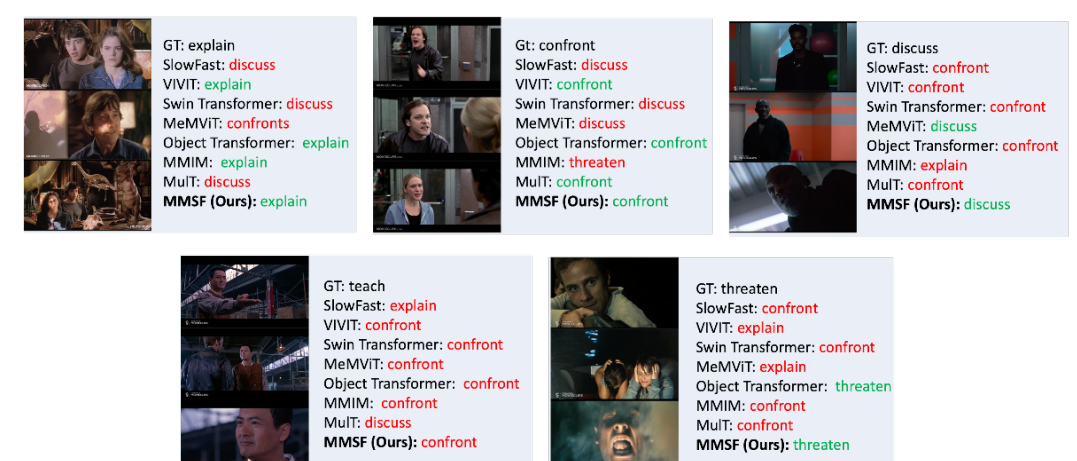 GT: explain
SlowFast: discuss
VIVIT: explain
Swin Transformer: discuss
MeMViT: confronts
Object Transformer: explain
MMIM: explain
MulT: discuss
MMSF (Ours): explain
Gt: confront
SlowFast: discuss
VIVIT: confront
Swin Transformer: discuss
MeMViT: discuss
Object Transformer: confront
MMIM: threaten
MulT: confront
MMSF (Ours): confront
GT: discuss
SlowFast: confront
VIVIT: confront
Swin Transformer: confront
MeMViT: discuss
Object Transformer: confront
MMIM: explain
MulT: confront
MMSF (Ours): discuss
GT: teach
SlowFast: explain
VIVIT: confront
Swin Transformer: confront
MeMViT: confront
Object Transformer: confront
MMIM: confront
MulT: discuss
MMSF (Ours): confront
GT: threaten
SlowFast: confront
VIVIT: explain
Swin Transformer: confront
MeMViT: explain
Object Transformer: threaten
MMIM: confront
MulT: confront
MMSF (Ours): threaten